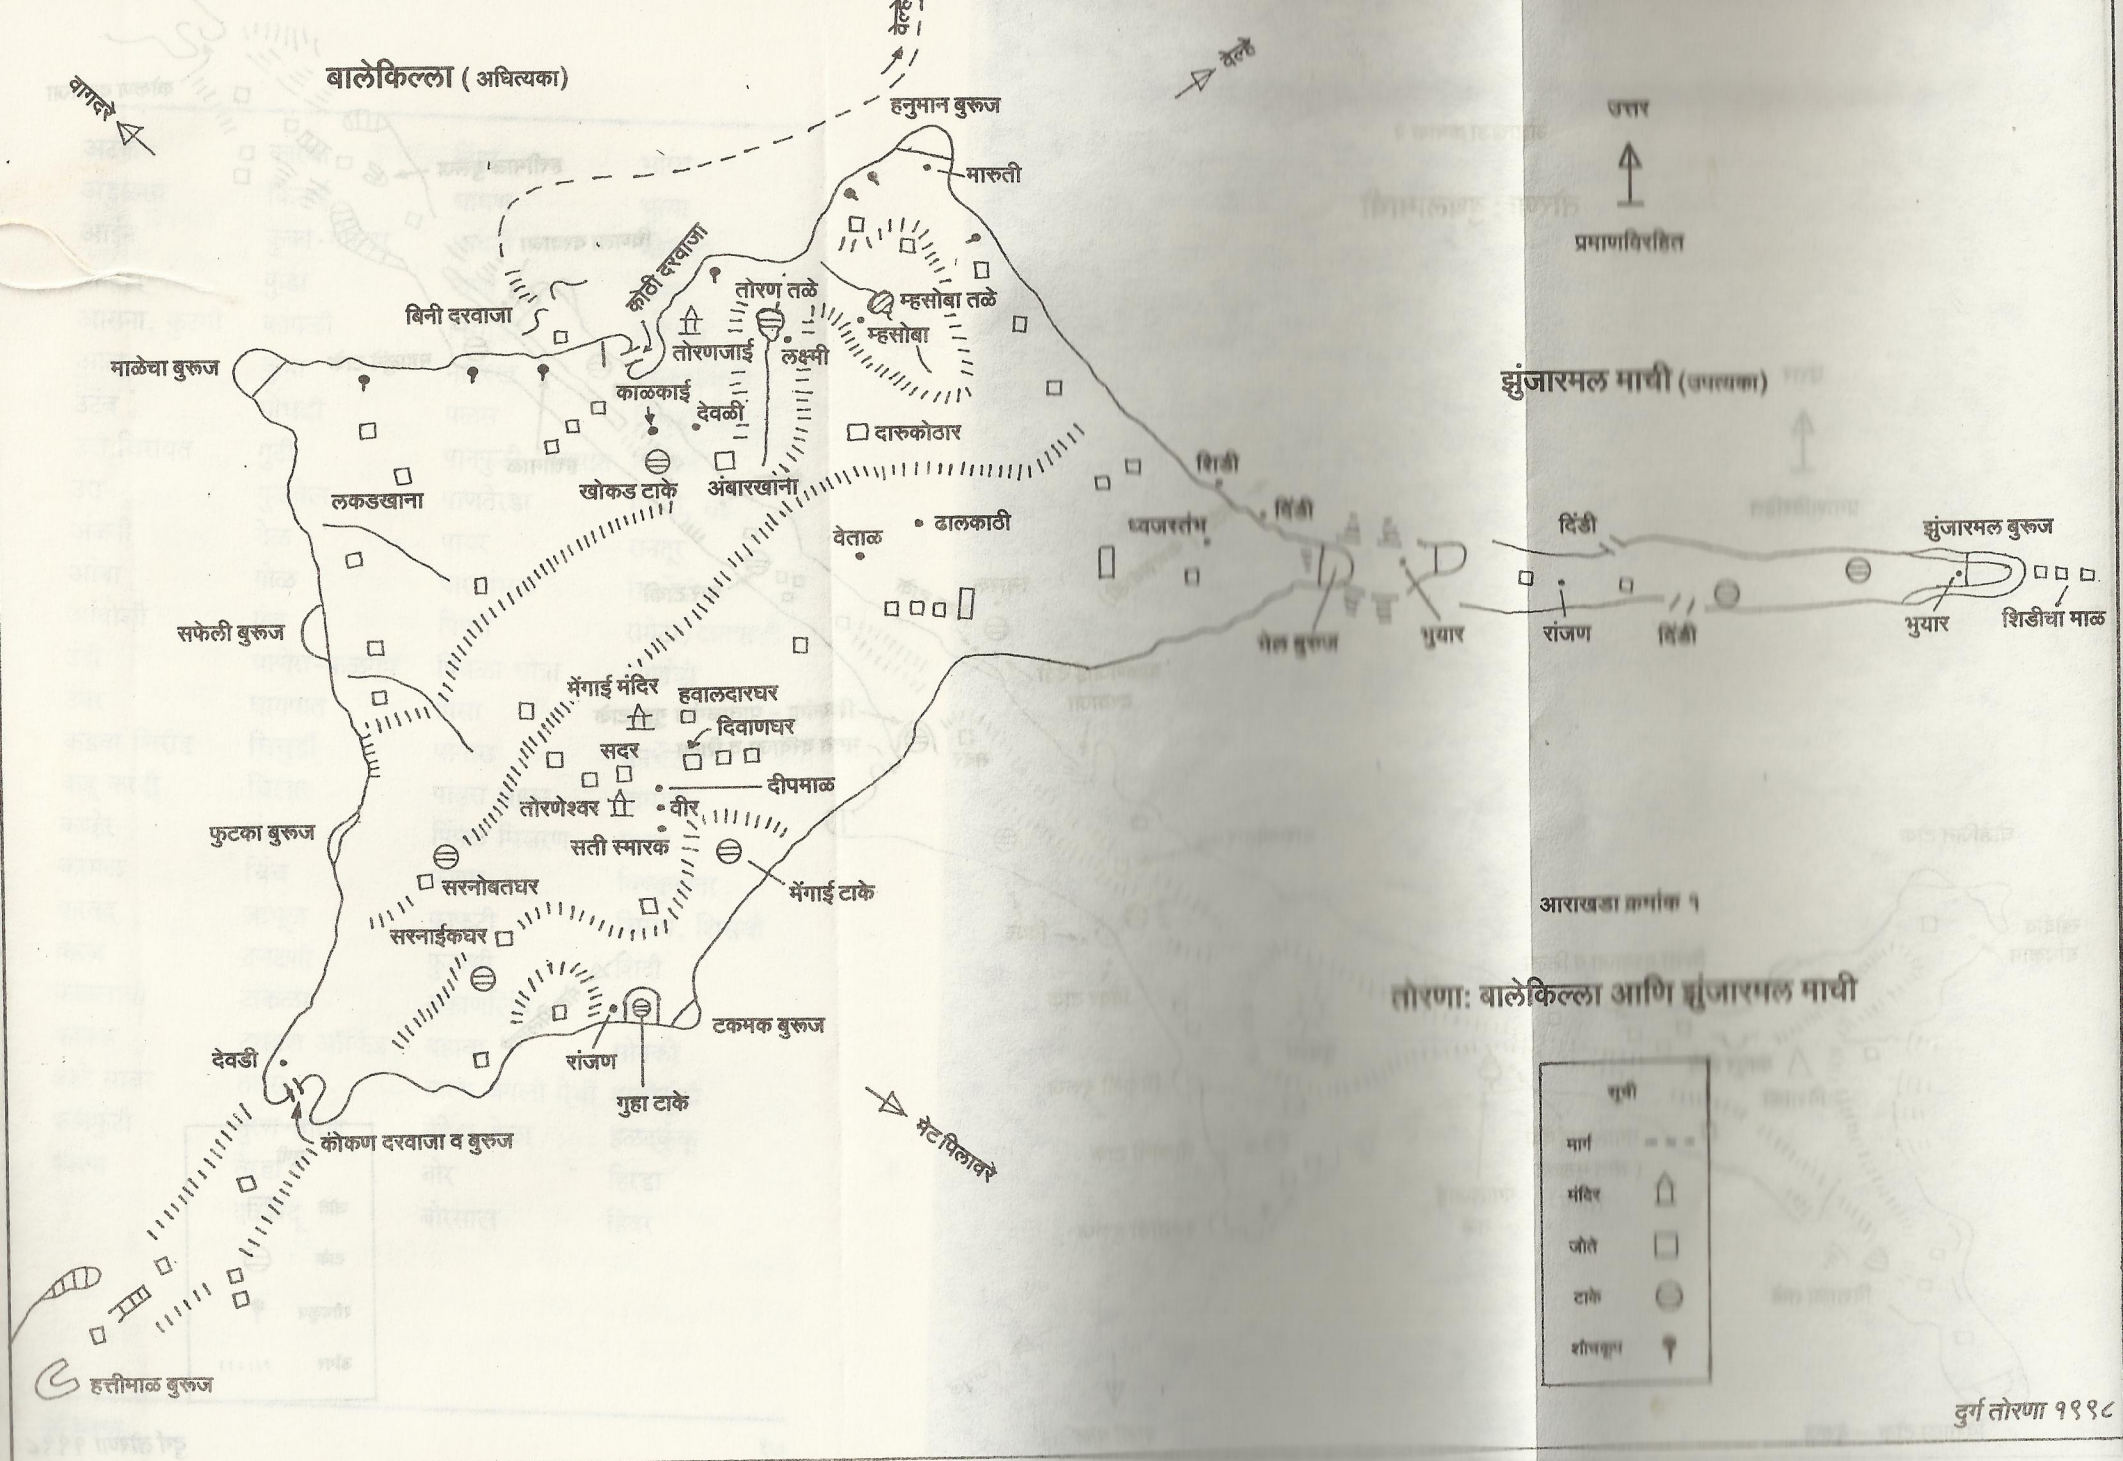 बालेकिल्ला ( अधित्यका)
वागदरे
वेल्हे
हनुमान बुरूज
मारुती
उत्तर
प्रमाणविरहित
कोठी दरवाजा
बिनी दरवाजा
तोरण तळे
म्हसोबा तळे
म्हसोबा
तोरणजाई
लक्ष्मी
माळेचा बुरूज
काळकाई
देवळी
दारुकोठार
झुंजारमल माची (उपत्यका)
लकडखाना
खोकड टाके
अंबारखाना
शिडी
दिंडी
ढालकाठी
वेताळ
ध्वजस्तंभ
दिंडी
झुंजारमल बुरूज
सफेली बुरूज
भेल बुरूज
भुयार
रांजण
दिंडी
भुयार
शिडीचा माळ
मेंगाई मंदिर
हवालदारघर
दिवाणघर
सदर
दीपमाळ
तोरणेश्वर
वीर
फुटका बुरूज
सती स्मारक
सरनोबतघर
मेंगाई टाके
सरनाईकघर
आराखडा क्रमांक १
तोरणा: बालेकिल्ला आणि झुंजारमल माची
टकमक बुरूज
देवडी
रांजण
गुहा टाके
कोकण दरवाजा व बुरूज
मेट पिलावरे
सूची
मार्ग
मंदिर
जोते
टाके
शौचकूप
हत्तीमाळ बुरूज
दुर्ग तोरणा १९९८